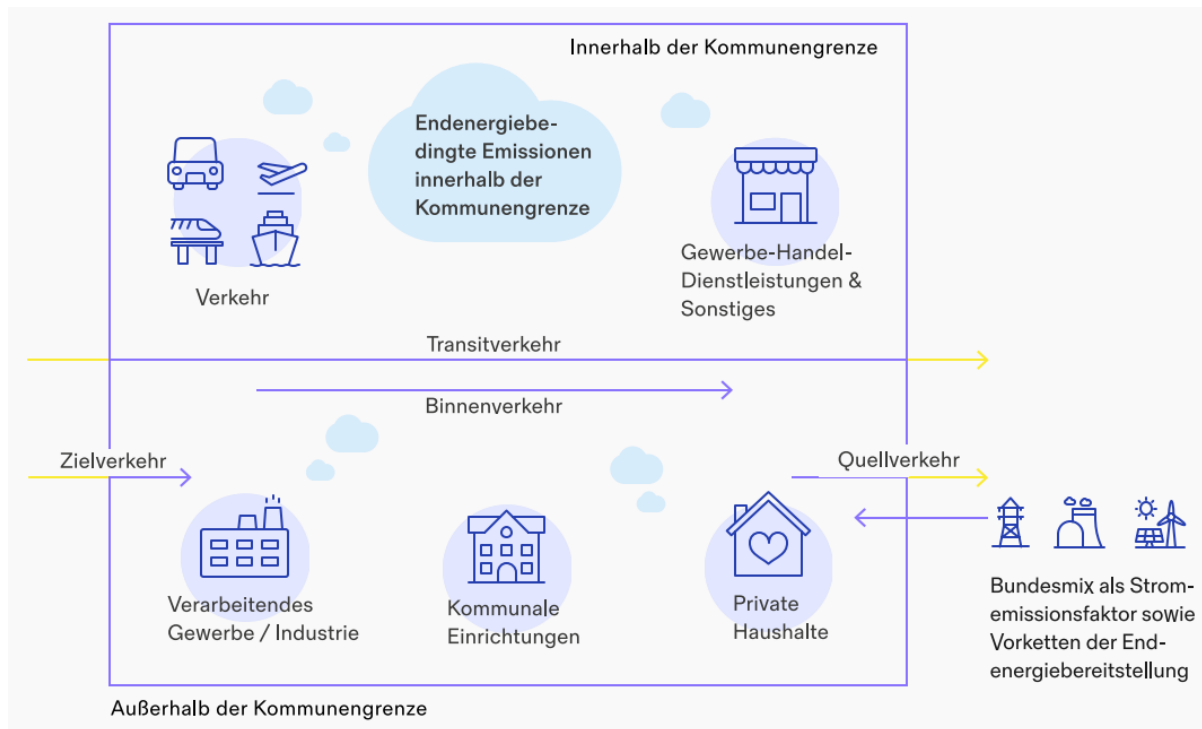 Innerhalb der Kommunengrenze
Endenergiebe-
dingte Emissionen
innerhalb der
Kommunengrenze
Verkehr
Gewerbe-Handel-
Dienstleistungen &
Sonstiges
Transitverkehr
Binnenverkehr
Zielverkehr
Quellverkehr
Verarbeitendes
Gewerbe / Industrie
Kommunale
Einrichtungen
Private
Haushalte
Bundesmix als Strom-
emissionsfaktor sowie
Vorketten der End-
energiebereitstellung
Außerhalb der Kommunengrenze